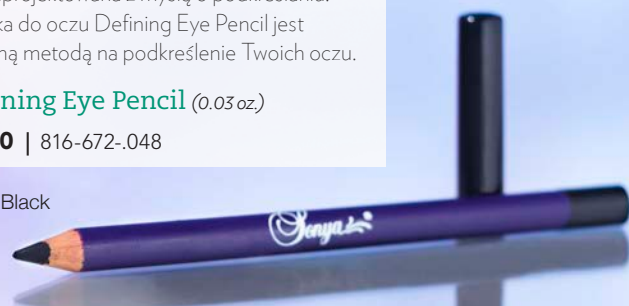 ka do oczu Defining Eye Pencil jest
ną metodą na podkreślenie Twoich oczu.
ning Eye Pencil (0.03 oz.)
0 | 816-672-.048
Black
Sonya